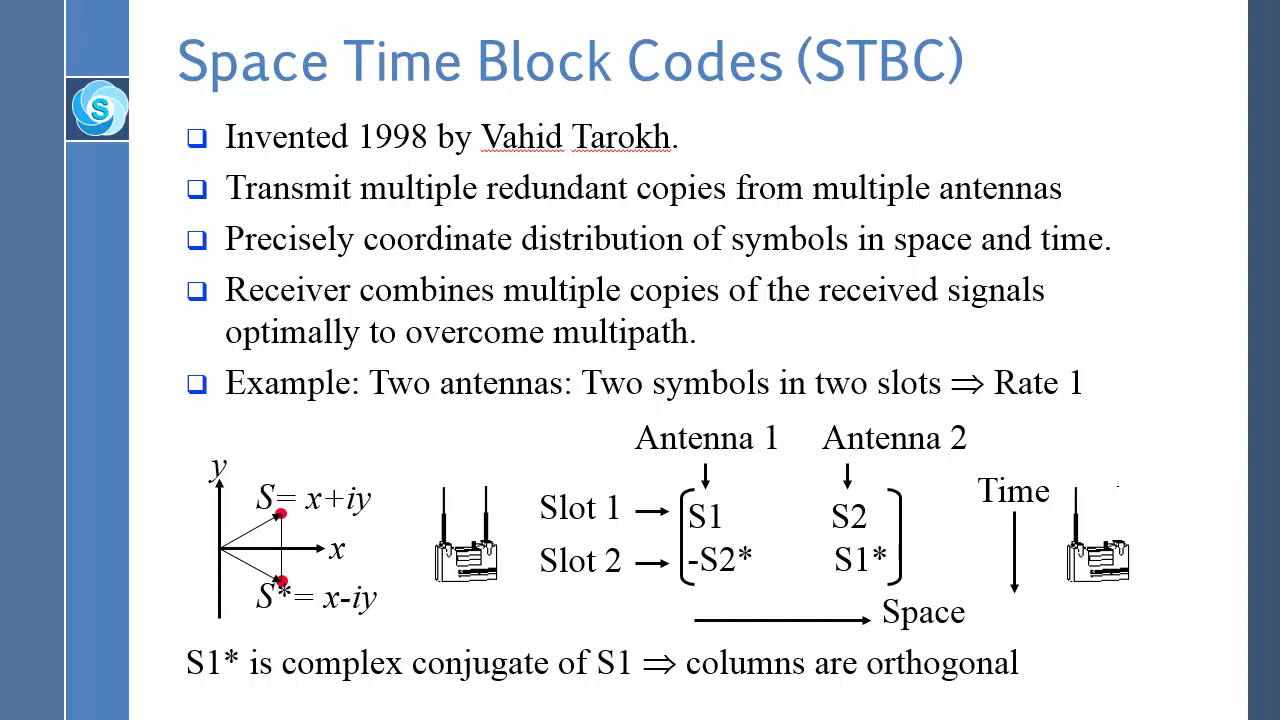 Space Time Block Codes (STBC)
S
Invented 1998 by Vahid Tarokh.
Transmit multiple redundant copies from multiple antennas
Precisely coordinate distribution of symbols in space and time.
Receiver combines multiple copies of the received signals
optimally to overcome multipath.
Example: Two antennas: Two symbols in two slots ⇒ Rate 1
Antenna 1 Antenna 2
y
S= x+iy
x
S*= x-iy
Slot 1 S1 S2
Slot 2 -S2* S1*
Time
Space
S1* is complex conjugate of S1 ⇒ columns are orthogonal